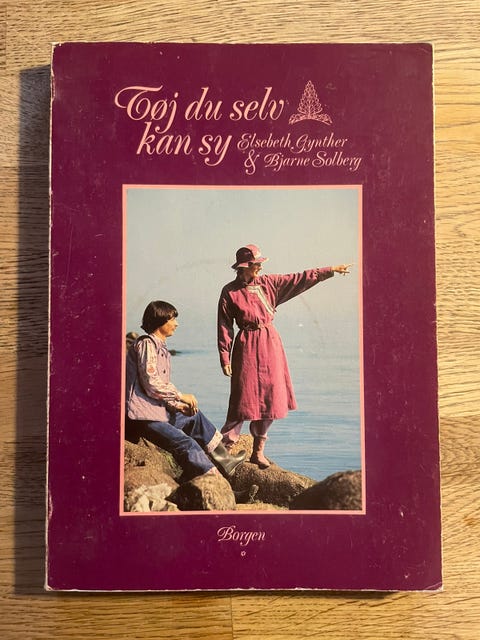 Tøj du selv
kan sy Elsebeth Gynther
& Bjarne Solberg
Borgen